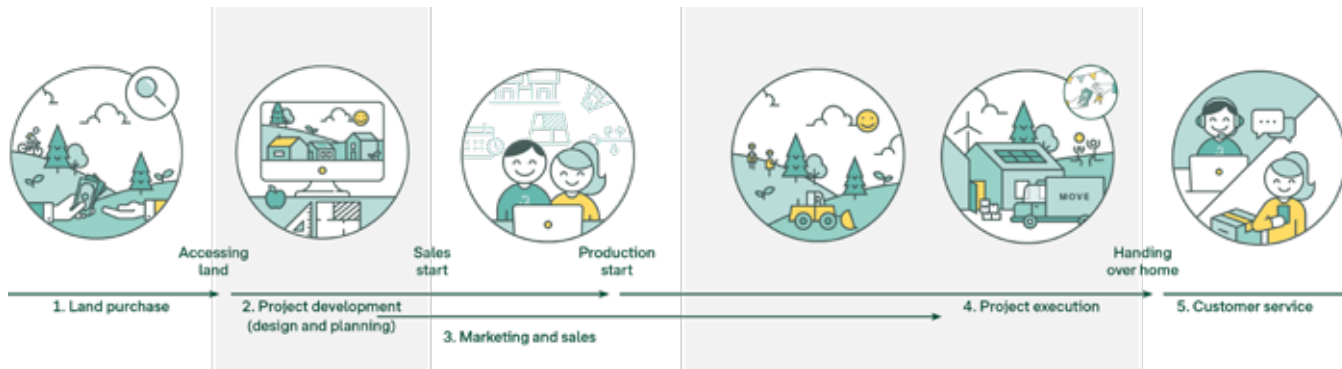 MOVE
Accessing
land
Sales
start
Production
start
Handing
over home
1. Land purchase
2. Project development
(design and planning)
3. Marketing and sales
4. Project execution
5. Customer service